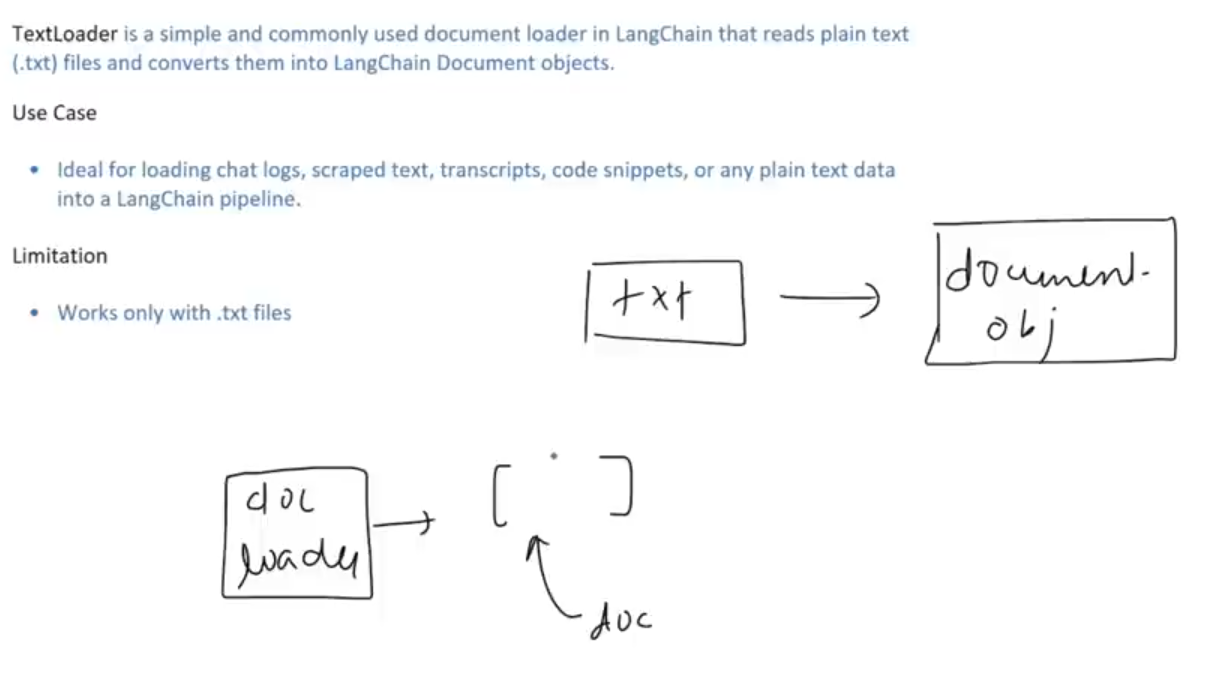 TextLoader is a simple and commonly used document loader in LangChain that reads plain text
(.txt) files and converts them into LangChain Document objects.
Use Case
• Ideal for loading chat logs, scraped text, transcripts, code snippets, or any plain text data
into a LangChain pipeline.
Limitation
• Works only with .txt files
txt
document
obj
doc
loader
[ ]
doc